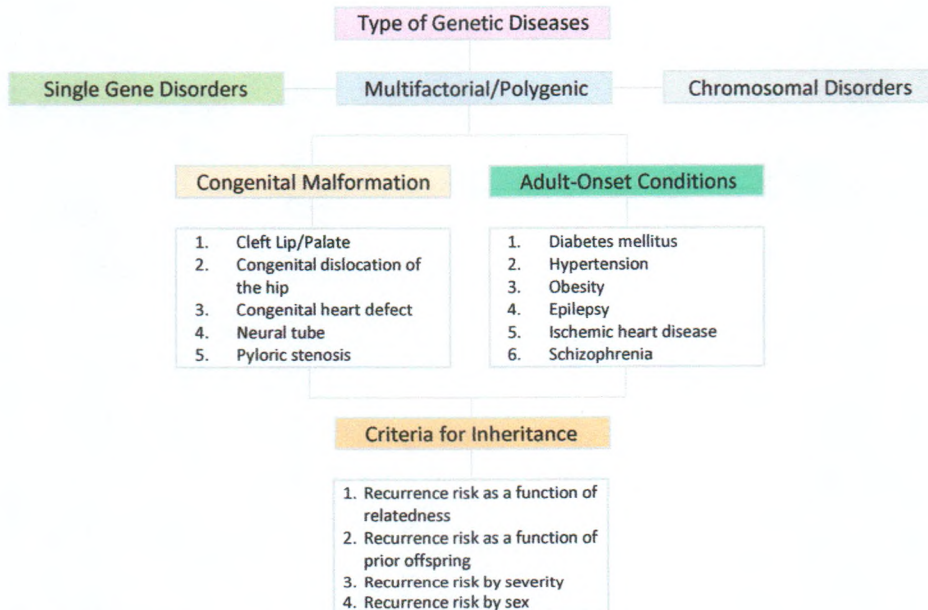 Type of Genetic Diseases
Single Gene Disorders
Multifactorial/Polygenic
Chromosomal Disorders
Congenital Malformation
1. Cleft Lip/Palate
2. Congenital dislocation of
the hip
3. Congenital heart defect
4. Neural tube
5. Pyloric stenosis
Adult-Onset Conditions
1. Diabetes mellitus
2. Hypertension
3. Obesity
4. Epilepsy
5. Ischemic heart disease
6. Schizophrenia
Criteria for Inheritance
1. Recurrence risk as a function of
relatedness
2. Recurrence risk as a function of
prior offspring
3. Recurrence risk by severity
4. Recurrence risk by sex